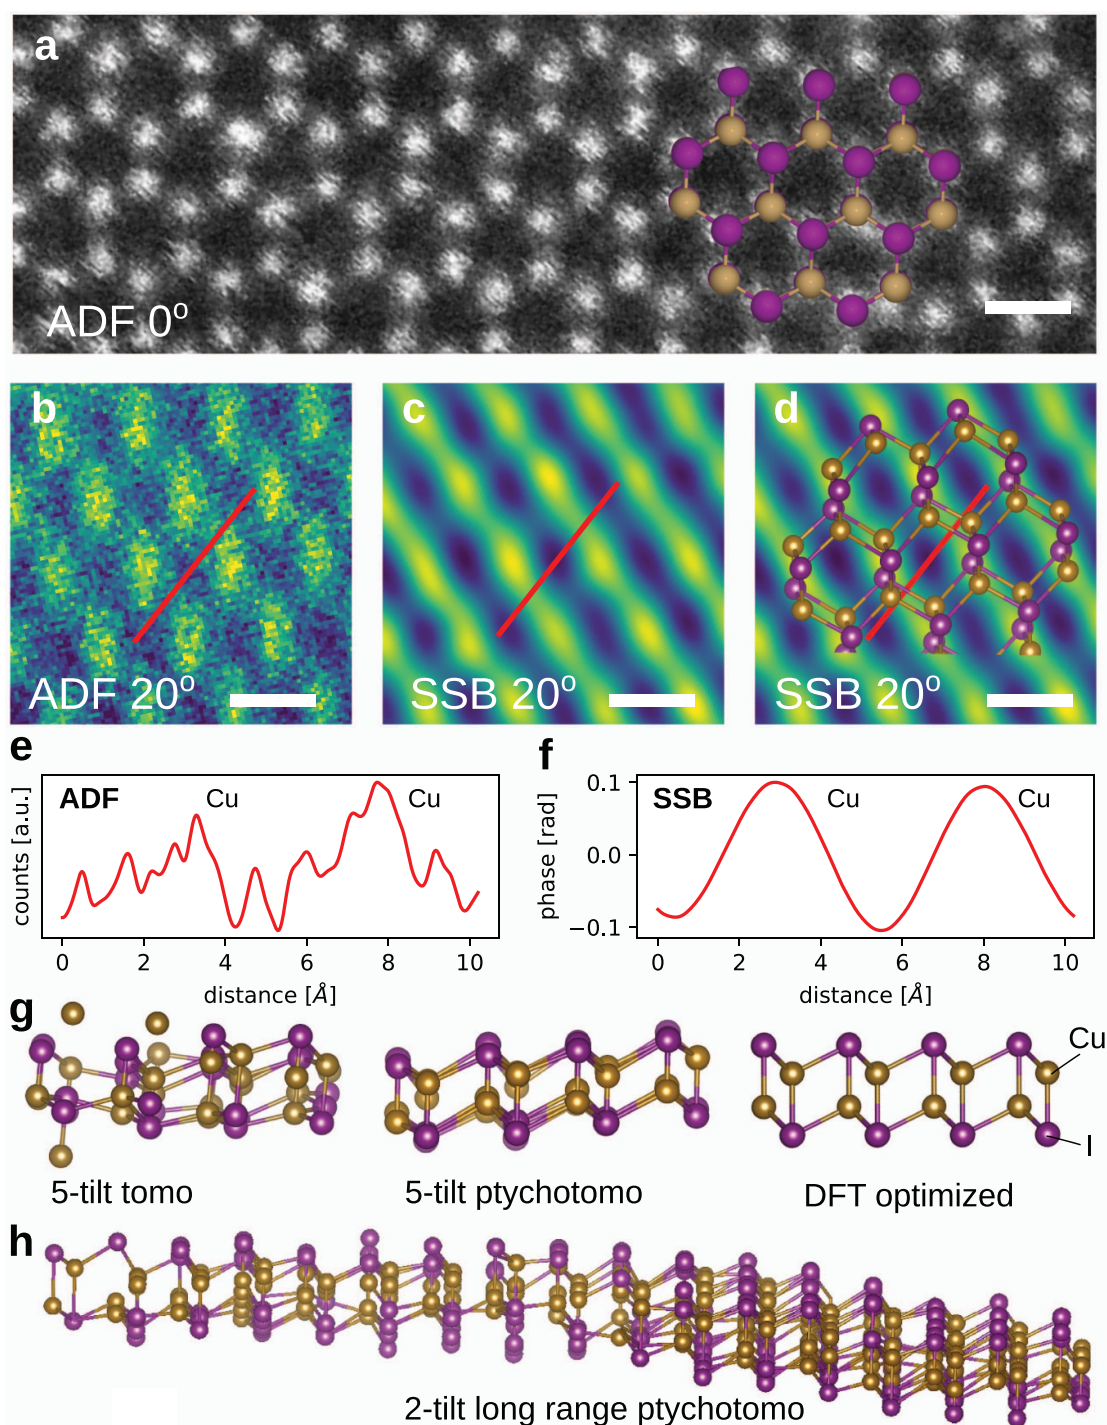 a
ADF 0°
b
ADF 20°
c
SSB 20°
d
SSB 20°
e
ADF
Cu
Cu
counts [a.u.]
0 2 4 6 8 10
distance [Å]
f
SSB
Cu
Cu
phase [rad]
0.1
0.0
−0.1
0 2 4 6 8 10
distance [Å]
g
Cu
I
5-tilt tomo
5-tilt ptychotomo
DFT optimized
h
2-tilt long range ptychotomo